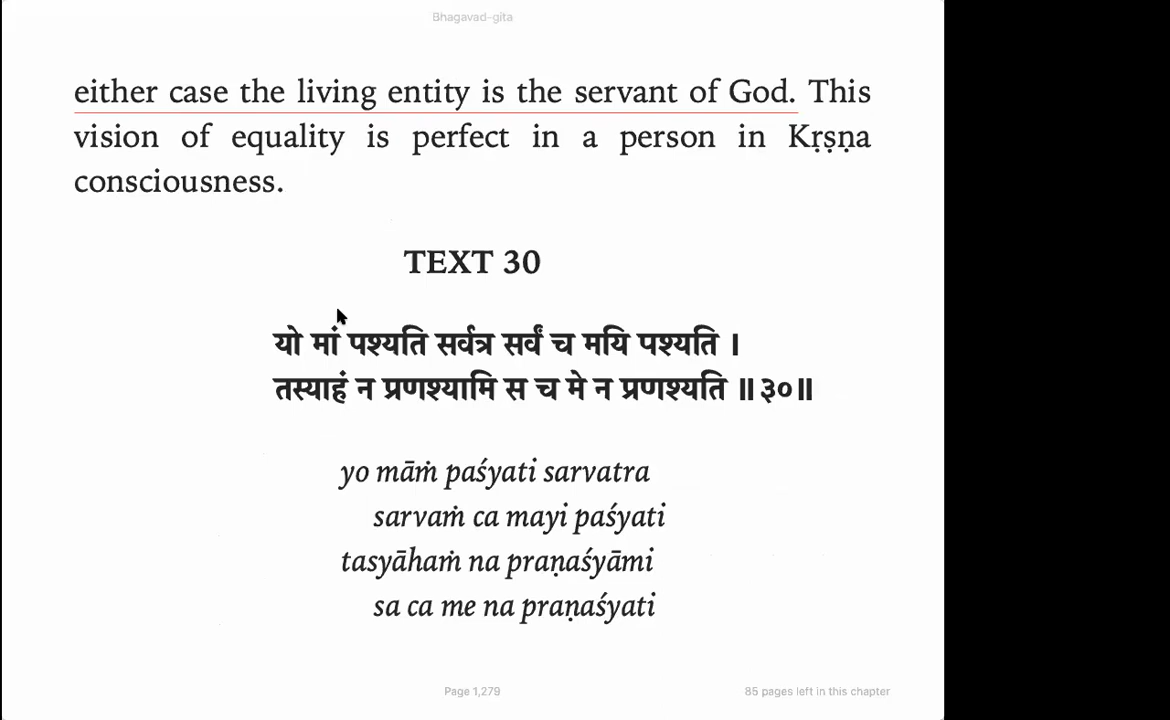 Bhagavad-gita
either case the living entity is the servant of God. This
vision of equality is perfect in a person in Kṛṣṇa
consciousness.
TEXT 30
यो मां पश्यति सर्वत्र सर्वं च मयि पश्यति ।
तस्याहं न प्रणश्यामि स च मे न प्रणश्यति ॥३०॥
yo māṁ paśyati sarvatra
sarvaṁ ca mayi paśyati
tasyāhaṁ na praṇaśyāmi
sa ca me na praṇaśyati
Page 1,279
85 pages left in this chapter